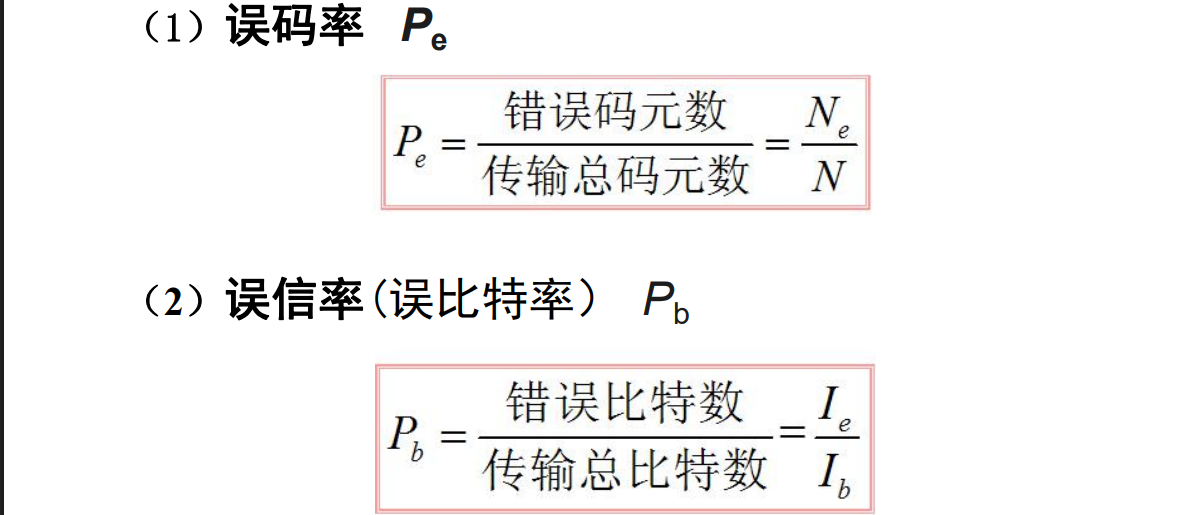 （1）误码率 Pe
Pe = 错误码元数 / 传输总码元数 = Ne / N
（2）误信率(误比特率） Pb
Pb = 错误比特数 / 传输总比特数 = Ie / Ib